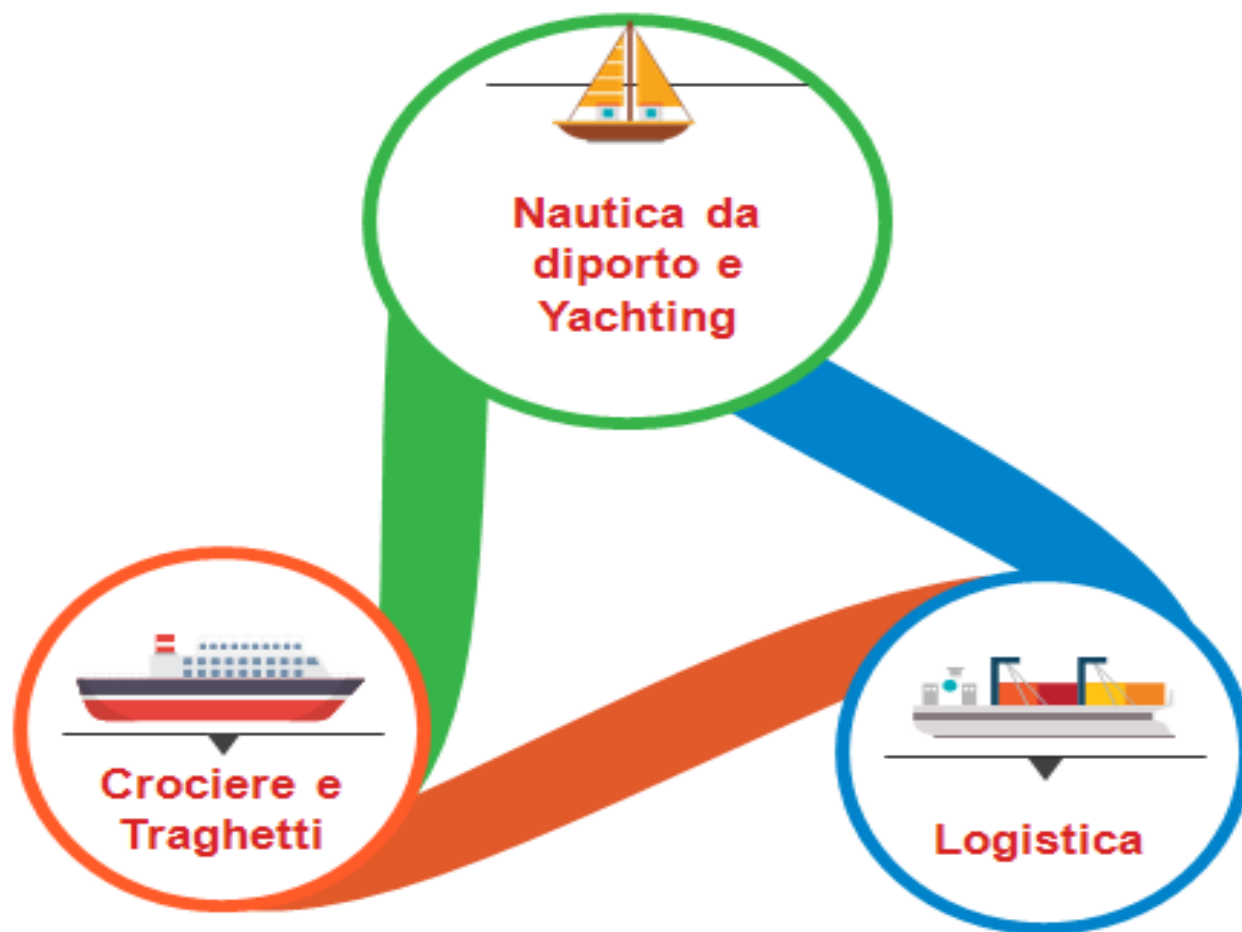 Nautica da
diporto e
Yachting
Crociere e
Traghetti
Logistica